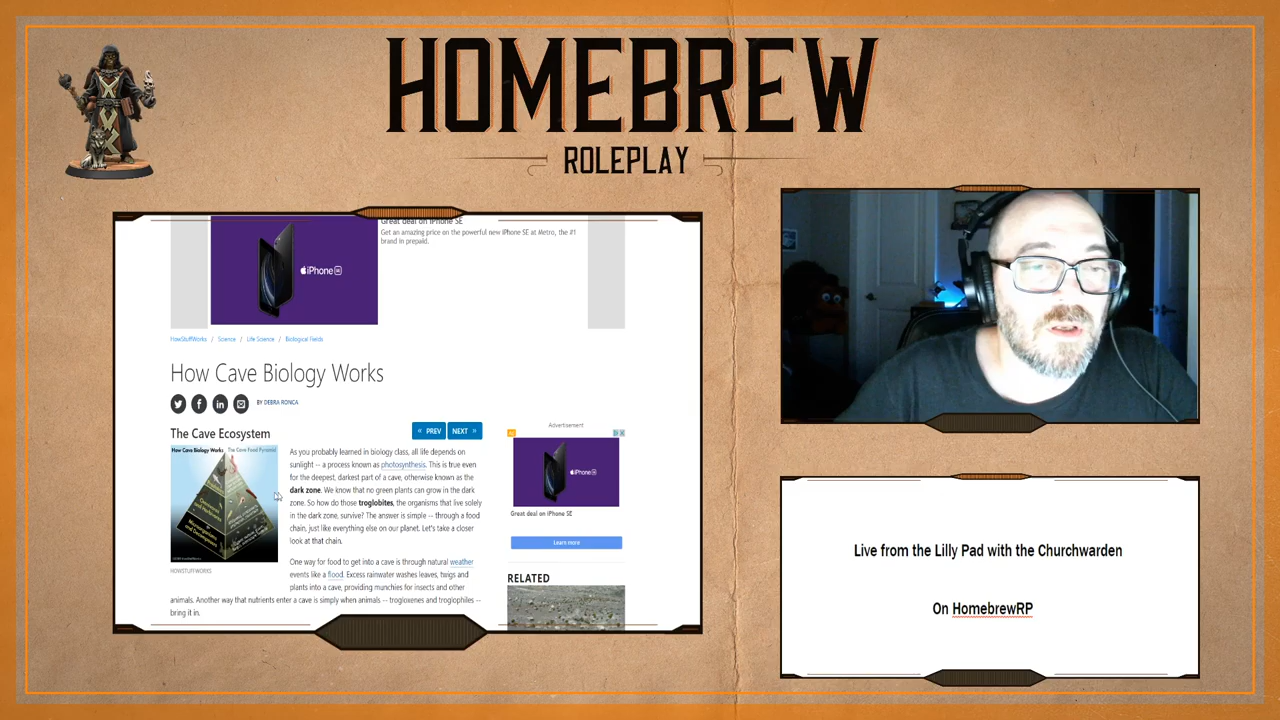 HOMEBREW
ROLEPLAY
Great deal on iPhone SE
Get an amazing price on the powerful new iPhone SE at Metro, the #1
brand in prepaid.
iPhone SE
HowStuffWorks / Science / Life Science / Biological Fields
How Cave Biology Works
BY DEBRA RONCA
The Cave Ecosystem
« PREV
NEXT »
How Cave Biology Works The Cave Food Pyramid
HOWSTUFFWORKS
As you probably learned in biology class, all life depends on
sunlight -- a process known as photosynthesis. This is true even
for the deepest, darkest part of a cave, otherwise known as the
dark zone. We know that no green plants can grow in the dark
zone. So how do those troglobites, the organisms that live solely
in the dark zone, survive? The answer is simple -- through a food
chain, just like everything else on our planet. Let's take a closer
look at that chain.
One way for food to get into a cave is through natural weather
events like a flood. Excess rainwater washes leaves, twigs and
plants into a cave, providing munchies for insects and other
animals. Another way that nutrients enter a cave is simply when animals -- trogloxenes and troglophiles --
bring it in.
Advertisement
iPhone SE
Great deal on iPhone SE
Learn more
RELATED
Live from the Lilly Pad with the Churchwarden
On HomebrewRP